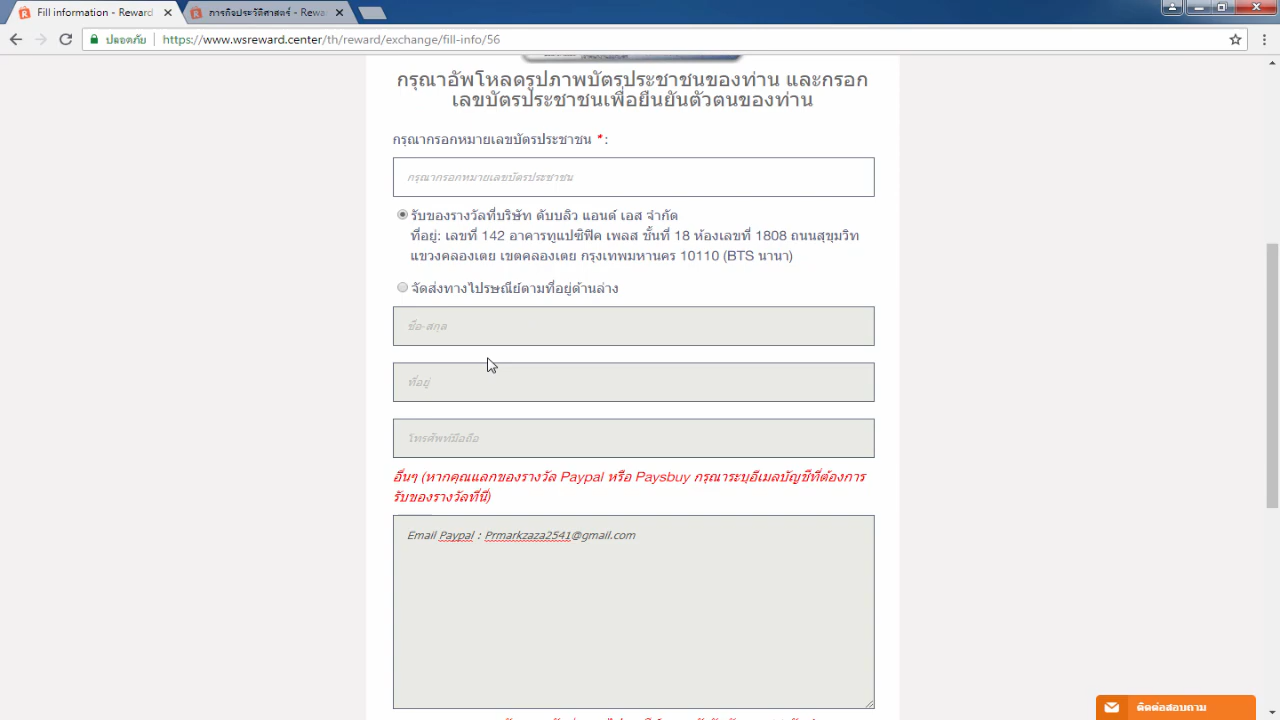 Fill information - Reward
ภารกิจประวัติศาสตร์ - Rewa
ปลอดภัย
https://www.wsreward.center/th/reward/exchange/fill-info/56
กรุณาอัพโหลดรูปภาพบัตรประชาชนของท่าน และกรอก
เลขบัตรประชาชนเพื่อยืนยันตัวตนของท่าน
กรุณากรอกหมายเลขบัตรประชาชน * :
กรุณากรอกหมายเลขบัตรประชาชน
รับของรางวัลที่บริษัท ดับบลิว แอนด์ เอส จำกัด
ที่อยู่: เลขที่ 142 อาคารทูแปซิฟิค เพลส ชั้นที่ 18 ห้องเลขที่ 1808 ถนนสุขุมวิท
แขวงคลองเตย เขตคลองเตย กรุงเทพมหานคร 10110 (BTS นานา)
จัดส่งทางไปรษณีย์ตามที่อยู่ด้านล่าง
ชื่อ-สกุล
ที่อยู่
โทรศัพท์มือถือ
อื่นๆ (หากคุณแลกของรางวัล Paypal หรือ Paysbuy กรุณาระบุอีเมลบัญชีที่ต้องการ
รับของรางวัลที่นี่)
Email Paypal : Prmarkzaza2541@gmail.com
ติดต่อสอบถาม